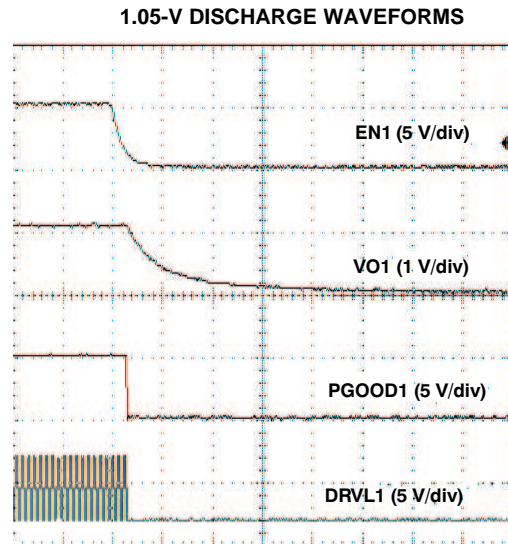 1.05-V DISCHARGE WAVEFORMS
EN1 (5 V/div)
VO1 (1 V/div)
PGOOD1 (5 V/div)
DRVL1 (5 V/div)